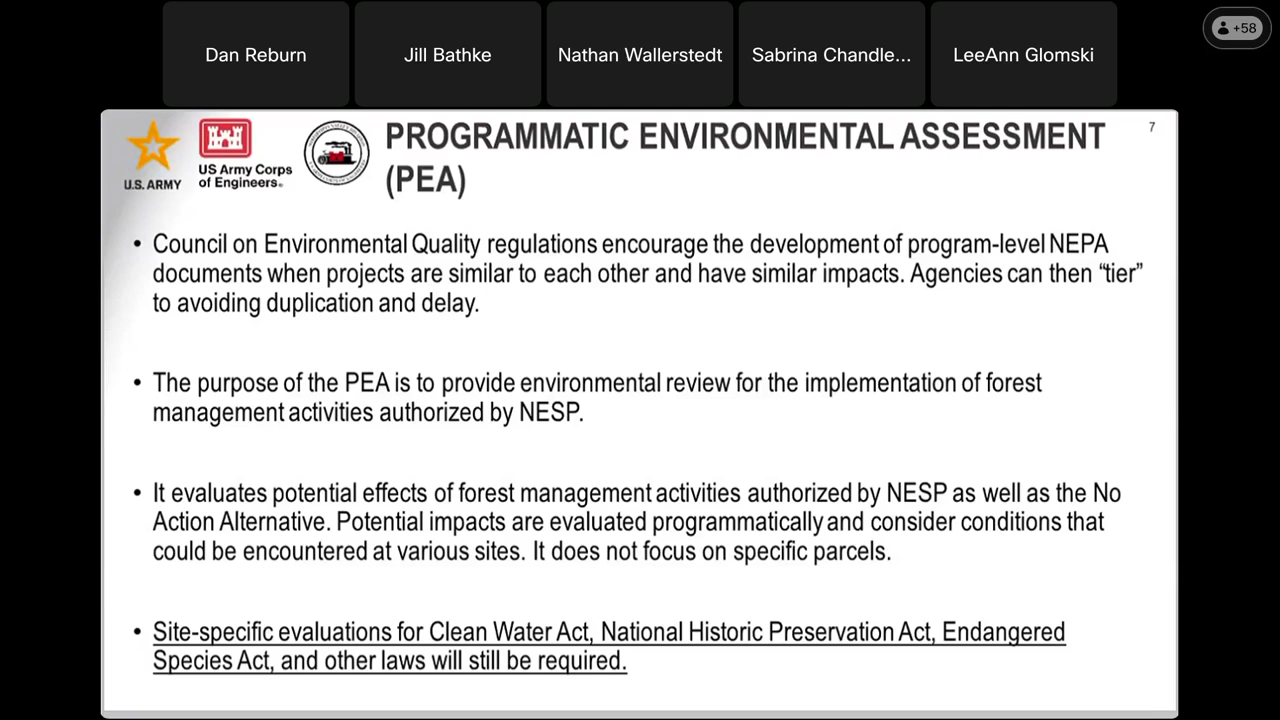 Dan Reburn
Jill Bathke
Nathan Wallerstedt
Sabrina Chandle...
LeeAnn Glomski
+58
U.S. ARMY
US Army Corps
of Engineers®
PROGRAMMATIC ENVIRONMENTAL ASSESSMENT
(PEA)
7
• Council on Environmental Quality regulations encourage the development of program-level NEPA
documents when projects are similar to each other and have similar impacts. Agencies can then “tier”
to avoiding duplication and delay.
• The purpose of the PEA is to provide environmental review for the implementation of forest
management activities authorized by NESP.
• It evaluates potential effects of forest management activities authorized by NESP as well as the No
Action Alternative. Potential impacts are evaluated programmatically and consider conditions that
could be encountered at various sites. It does not focus on specific parcels.
• Site-specific evaluations for Clean Water Act, National Historic Preservation Act, Endangered
Species Act, and other laws will still be required.